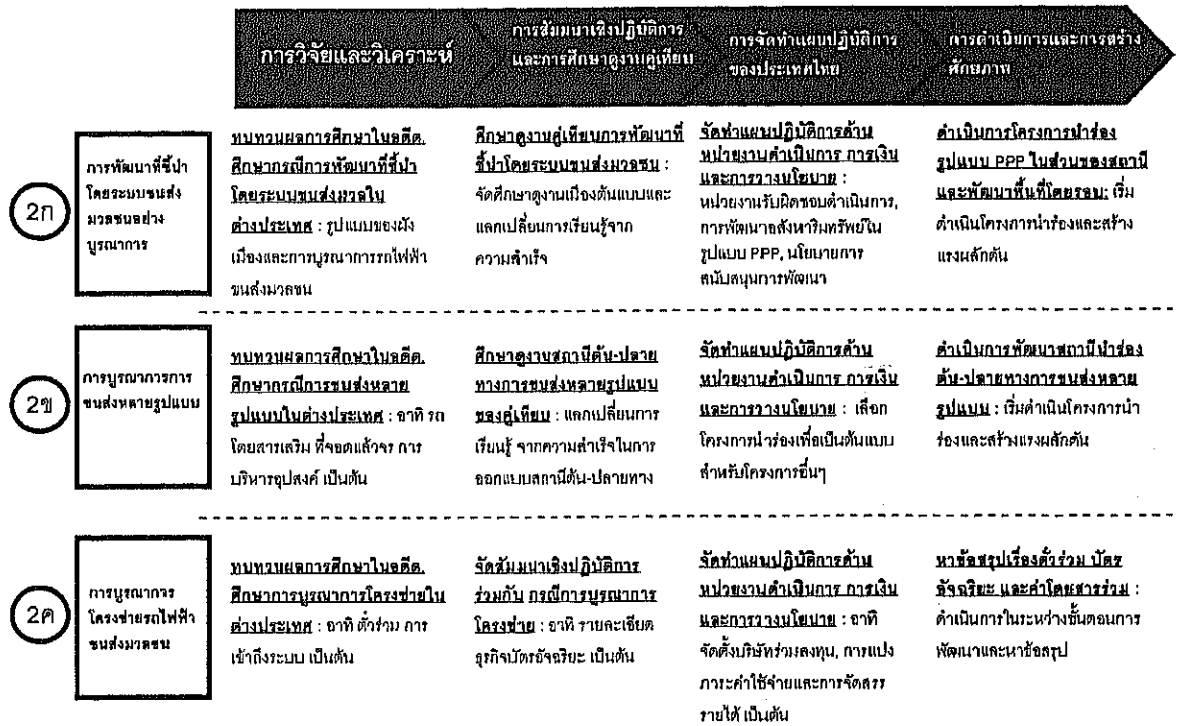 การวิจัยและวิเคราะห์
การสัมมนาเชิงปฏิบัติการ
และการศึกษาดูงานคู่เทียบ
การจัดทำแผนปฏิบัติการ
ของประเทศไทย
การดำเนินการและการสร้าง
ศักยภาพ
2ก
การพัฒนาที่ชี้นำ
โดยระบบขนส่ง
มวลชนอย่าง
บูรณาการ
ทบทวนผลการศึกษาในอดีต,
ศึกษากรณีการพัฒนาที่ชี้นำ
โดยระบบขนส่งมวลใน
ต่างประเทศ : รูปแบบของผัง
เมืองและการบูรณาการรถไฟฟ้า
ขนส่งมวลชน
ศึกษาดูงานคู่เทียบการพัฒนาที่
ชี้นำโดยระบบขนส่งมวลชน :
จัดศึกษาดูงานเมืองต้นแบบและ
แลกเปลี่ยนการเรียนรู้จาก
ความสำเร็จ
จัดทำแผนปฏิบัติการด้าน
หน่วยงานดำเนินการ การเงิน
และการวางนโยบาย :
หน่วยงานรับผิดชอบดำเนินการ,
การพัฒนาอสังหาริมทรัพย์ใน
รูปแบบ PPP, นโยบายการ
สนับสนุนการพัฒนา
ดำเนินการโครงการนำร่อง
รูปแบบ PPP ในส่วนของสถานี
และพัฒนาพื้นที่โดยรอบ: เริ่ม
ดำเนินโครงการนำร่องและสร้าง
แรงผลักดัน
2ข
การบูรณาการการ
ขนส่งหลายรูปแบบ
ทบทวนผลการศึกษาในอดีต,
ศึกษากรณีการขนส่งหลาย
รูปแบบในต่างประเทศ : อาทิ รถ
โดยสารเสริม ที่จอดแล้วจร การ
บริหารอุปสงค์ เป็นต้น
ศึกษาดูงานสถานีต้น-ปลาย
ทางการขนส่งหลายรูปแบบ
ของคู่เทียบ : แลกเปลี่ยนการ
เรียนรู้ จากความสำเร็จในการ
ออกแบบสถานีต้น-ปลายทาง
จัดทำแผนปฏิบัติการด้าน
หน่วยงานดำเนินการ การเงิน
และการวางนโยบาย : เลือก
โครงการนำร่องเพื่อเป็นต้นแบบ
สำหรับโครงการอื่นๆ
ดำเนินการพัฒนาสถานีนำร่อง
ต้น-ปลายทางการขนส่งหลาย
รูปแบบ : เริ่มดำเนินโครงการนำ
ร่องและสร้างแรงผลักดัน
2ค
การบูรณาการ
โครงข่ายรถไฟฟ้า
ขนส่งมวลชน
ทบทวนผลการศึกษาในอดีต,
ศึกษาการบูรณาการโครงข่ายใน
ต่างประเทศ : อาทิ ตั๋วร่วม การ
เข้าถึงระบบ เป็นต้น
จัดสัมมนาเชิงปฏิบัติการ
ร่วมกัน กรณีการบูรณาการ
โครงข่าย : อาทิ รายละเอียด
ธุรกิจบัตรอัจฉริยะ เป็นต้น
จัดทำแผนปฏิบัติการด้าน
หน่วยงานดำเนินการ การเงิน
และการวางนโยบาย : อาทิ
จัดตั้งบริษัทร่วมลงทุน, การแบ่ง
ภาระค่าใช้จ่ายและการจัดสรร
รายได้ เป็นต้น
หาข้อสรุปเรื่องตั๋วร่วม บัตร
อัจฉริยะ และค่าโดยสารร่วม :
ดำเนินการในระหว่างขั้นตอนการ
พัฒนาและหาข้อสรุป